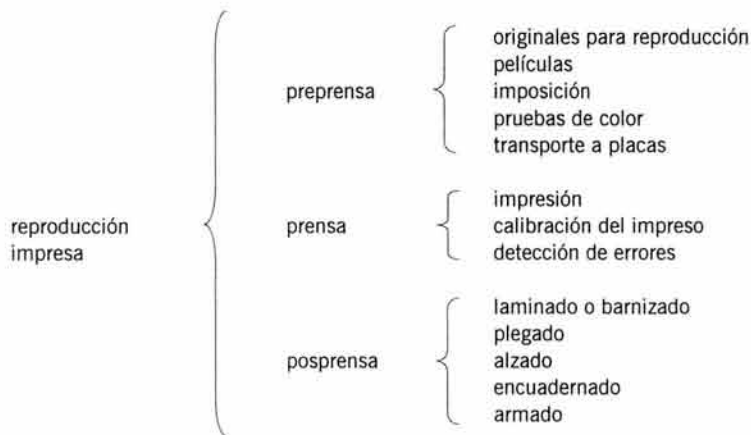 reproducción
impresa
preprensa
originales para reproducción
películas
imposición
pruebas de color
transporte a placas
prensa
impresión
calibración del impreso
detección de errores
posprensa
laminado o barnizado
plegado
alzado
encuadernado
armado